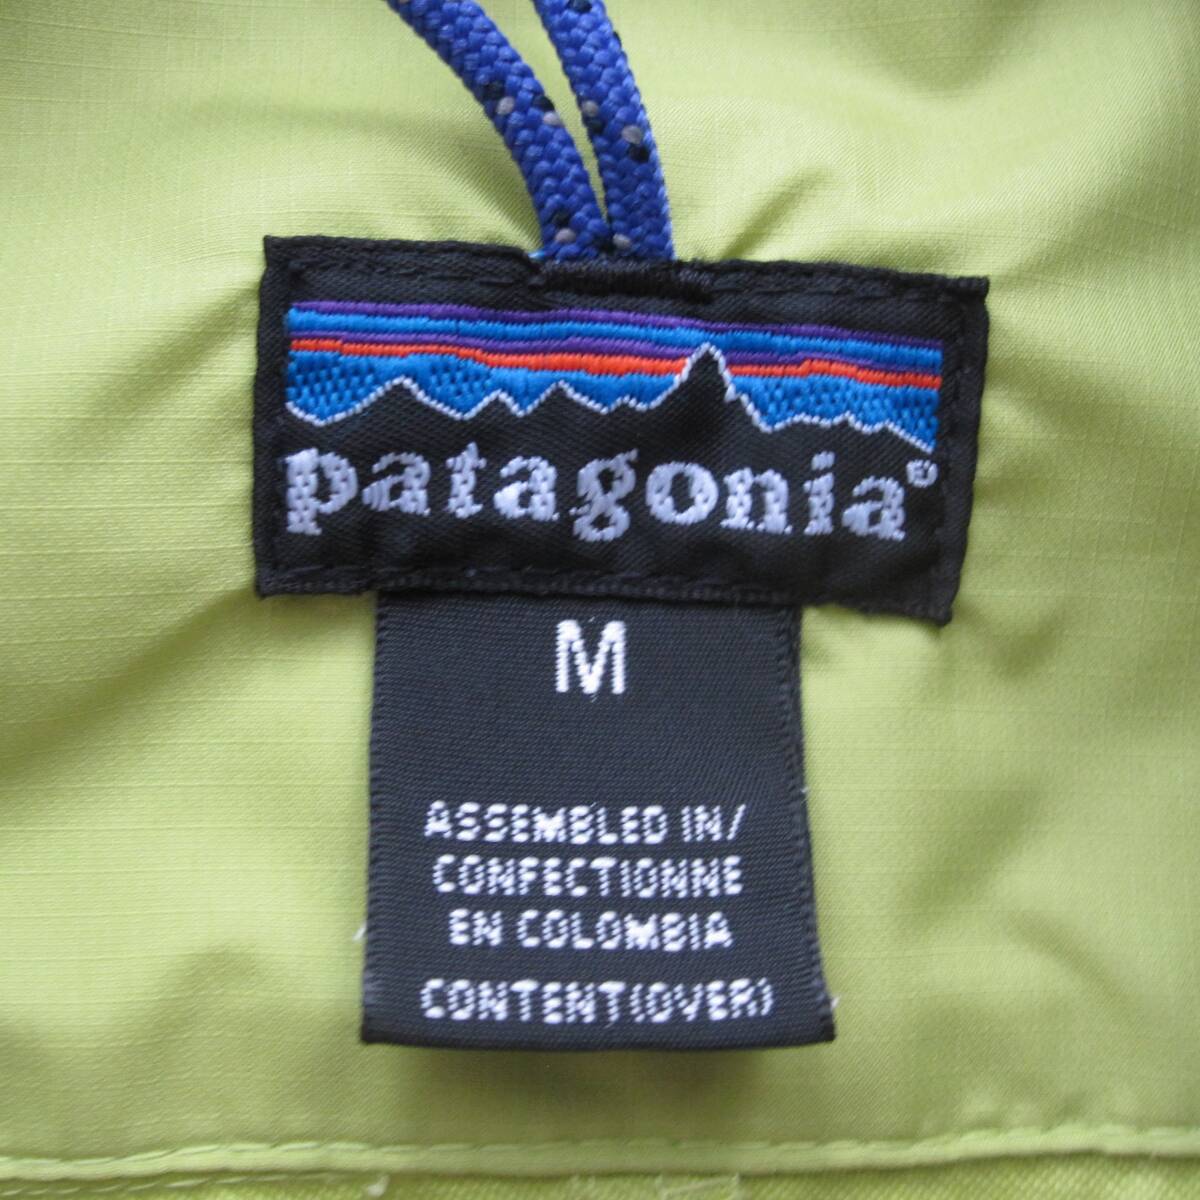 patagonia®
M
ASSEMBLED IN/
CONFECTIONNE
EN COLOMBIA
CONTENT(OVER)